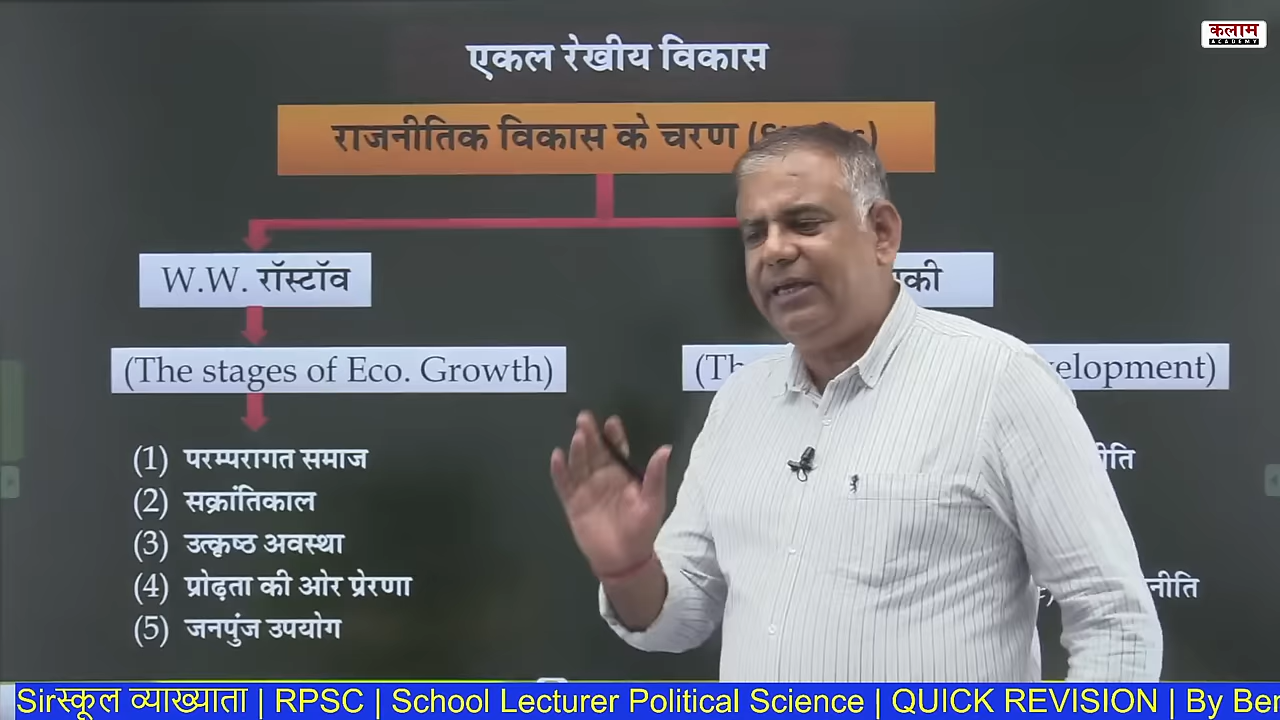 कलाम
ACADEMY
एकल रेखीय विकास
राजनीतिक विकास के चरण
W.W. रॉस्टॉव
की
(The stages of Eco. Growth)
(Th velopment)
(1) परम्परागत समाज
(2) सक्रांतिकाल
(3) उत्कृष्ठ अवस्था
(4) प्रोढ़ता की ओर प्रेरणा
(5) जनपुंज उपयोग
नीति
Sirस्कूल व्याख्याता | RPSC | School Lecturer Political Science | QUICK REVISION | By Ber